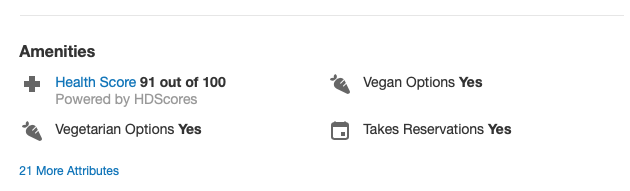 Amenities
Health Score 91 out of 100
Powered by HDScores
Vegan Options Yes
Vegetarian Options Yes
Takes Reservations Yes
21 More Attributes